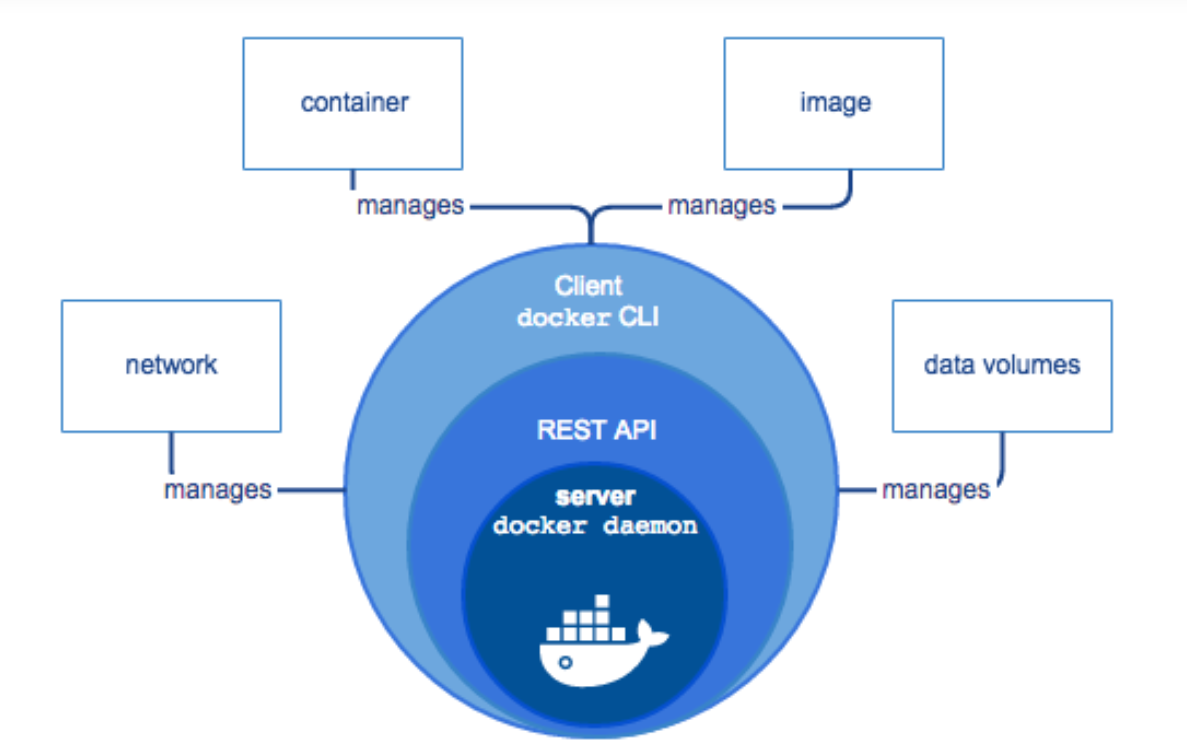 container
image
manages
manages
Client
docker CLI
network
data volumes
REST API
manages
manages
server
docker daemon